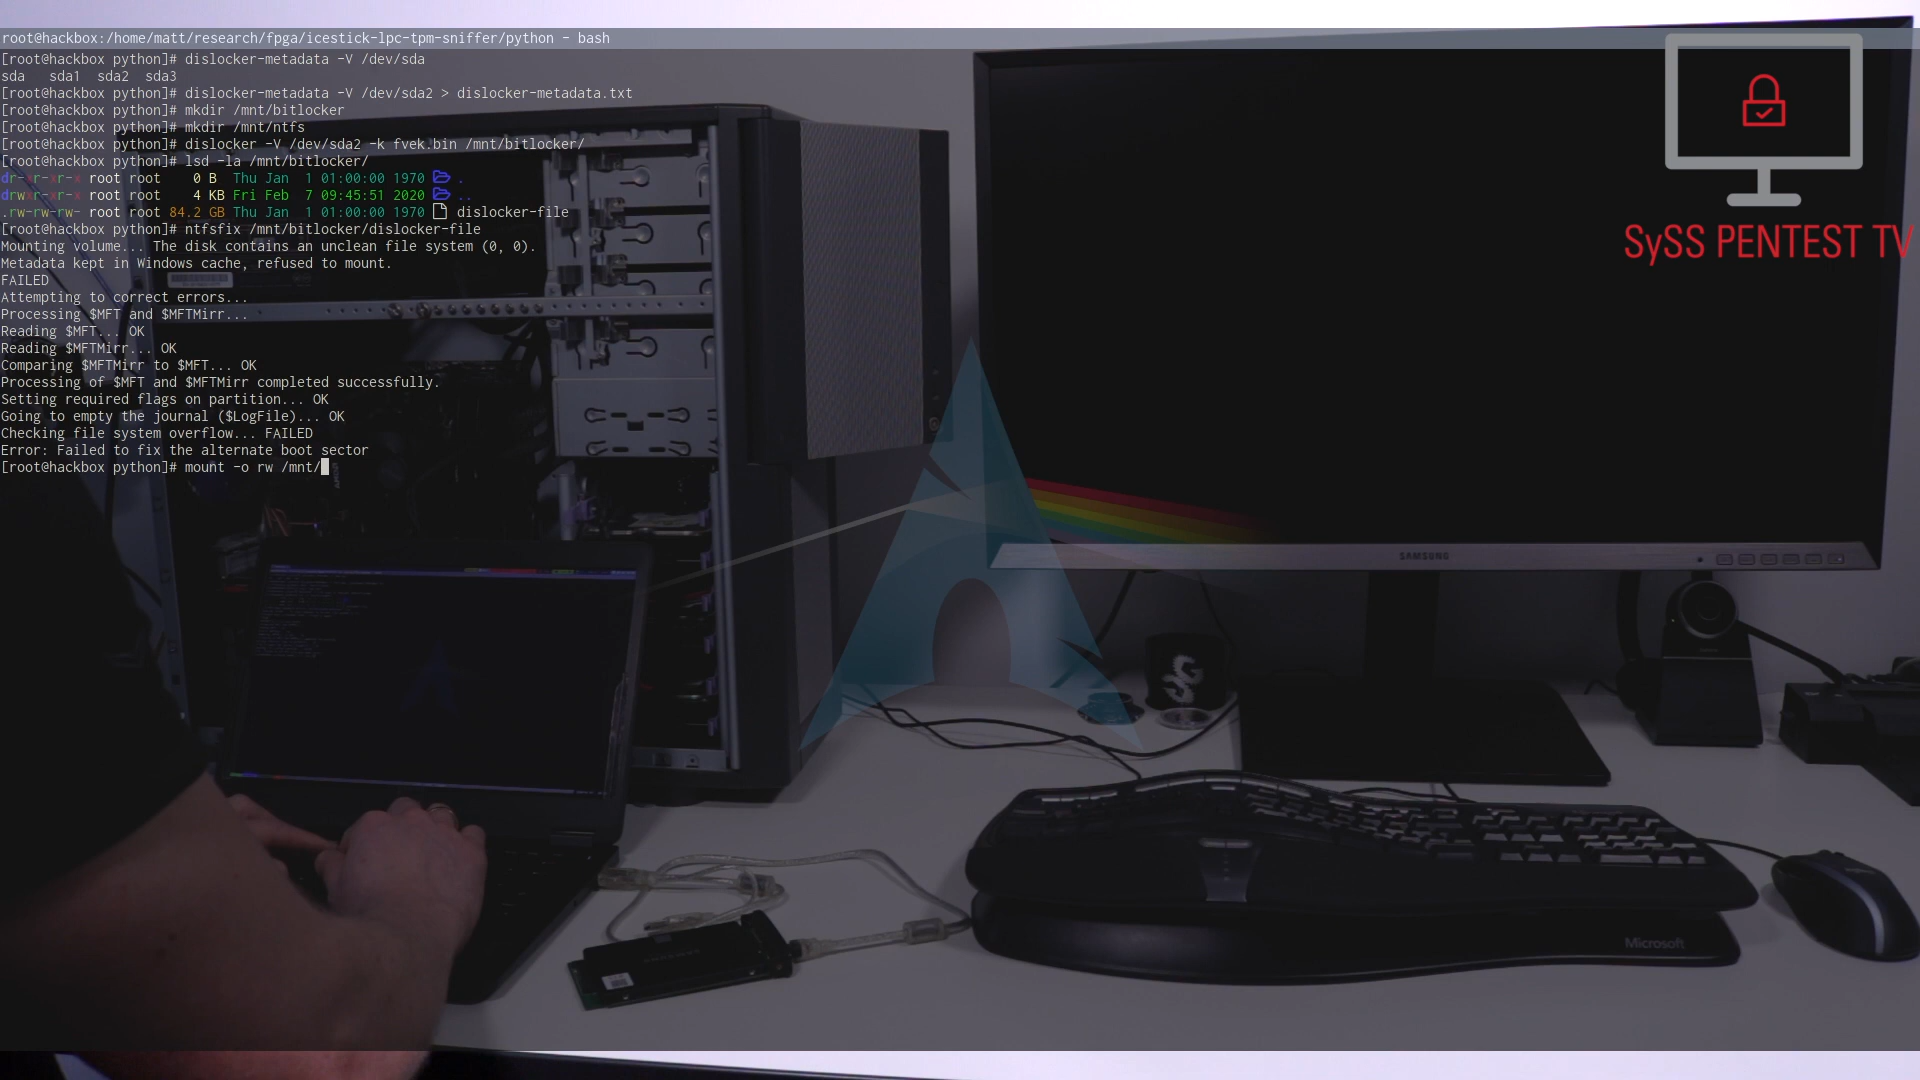 root@hackbox:/home/matt/research/fpga/icestick-lpc-tpm-sniffer/python - bash
[root@hackbox python]# dislocker-metadata -V /dev/sda
sda   sda1  sda2  sda3
[root@hackbox python]# dislocker-metadata -V /dev/sda2 > dislocker-metadata.txt
[root@hackbox python]# mkdir /mnt/bitlocker
[root@hackbox python]# mkdir /mnt/ntfs
[root@hackbox python]# dislocker -V /dev/sda2 -k fvek.bin /mnt/bitlocker/
[root@hackbox python]# lsd -la /mnt/bitlocker/
dr-xr-xr-x root root    0 B  Thu Jan  1 01:00:00 1970 .
drwxr-xr-x root root    4 KB Fri Feb  7 09:45:51 2020 ..
.rw-rw-rw- root root 84.2 GB Thu Jan  1 01:00:00 1970 dislocker-file
[root@hackbox python]# ntfsfix /mnt/bitlocker/dislocker-file
Mounting volume... The disk contains an unclean file system (0, 0).
Metadata kept in Windows cache, refused to mount.
FAILED
Attempting to correct errors...
Processing $MFT and $MFTMirr...
Reading $MFT... OK
Reading $MFTMirr... OK
Comparing $MFTMirr to $MFT... OK
Processing of $MFT and $MFTMirr completed successfully.
Setting required flags on partition... OK
Going to empty the journal ($LogFile)... OK
Checking file system overflow... FAILED
Error: Failed to fix the alternate boot sector
[root@hackbox python]# mount -o rw /mnt/
SySS PENTEST TV
SAMSUNG
Microsoft